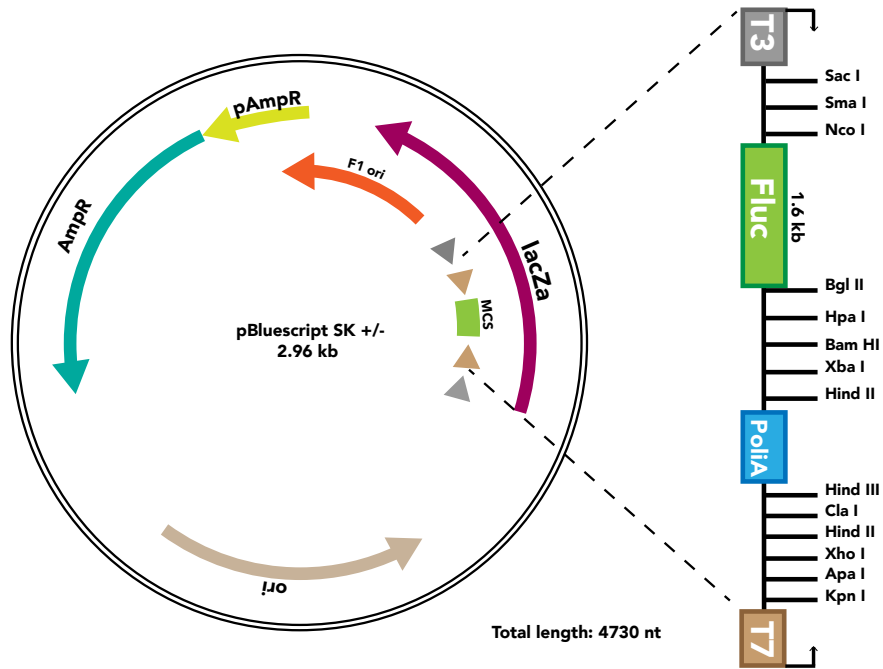 pAmpR
F1 ori
AmpR
lacZa
MCS
pBluescript SK +/-
2.96 kb
ori
Total length: 4730 nt
T3
Sac I
Sma I
Nco I
Fluc
1.6 kb
Bgl II
Hpa I
Bam HI
Xba I
Hind II
PoliA
Hind III
Cla I
Hind II
Xho I
Apa I
Kpn I
T7